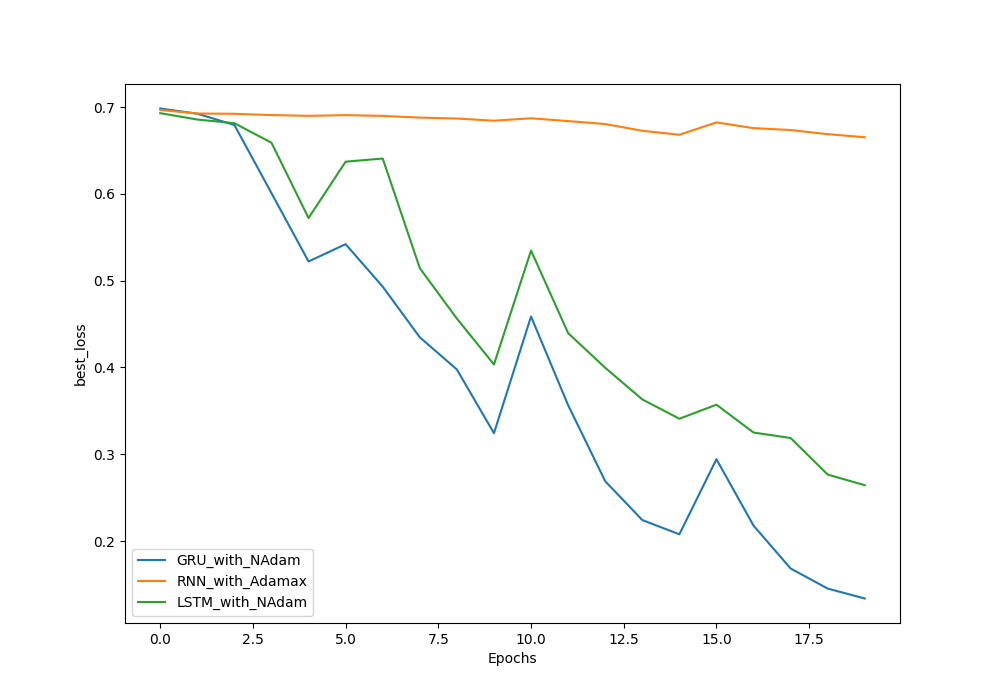 0.7
0.6
0.5
0.4
0.3
0.2
best_loss
GRU_with_NAdam
RNN_with_Adamax
LSTM_with_NAdam
0.0 2.5 5.0 7.5 10.0 12.5 15.0 17.5
Epochs